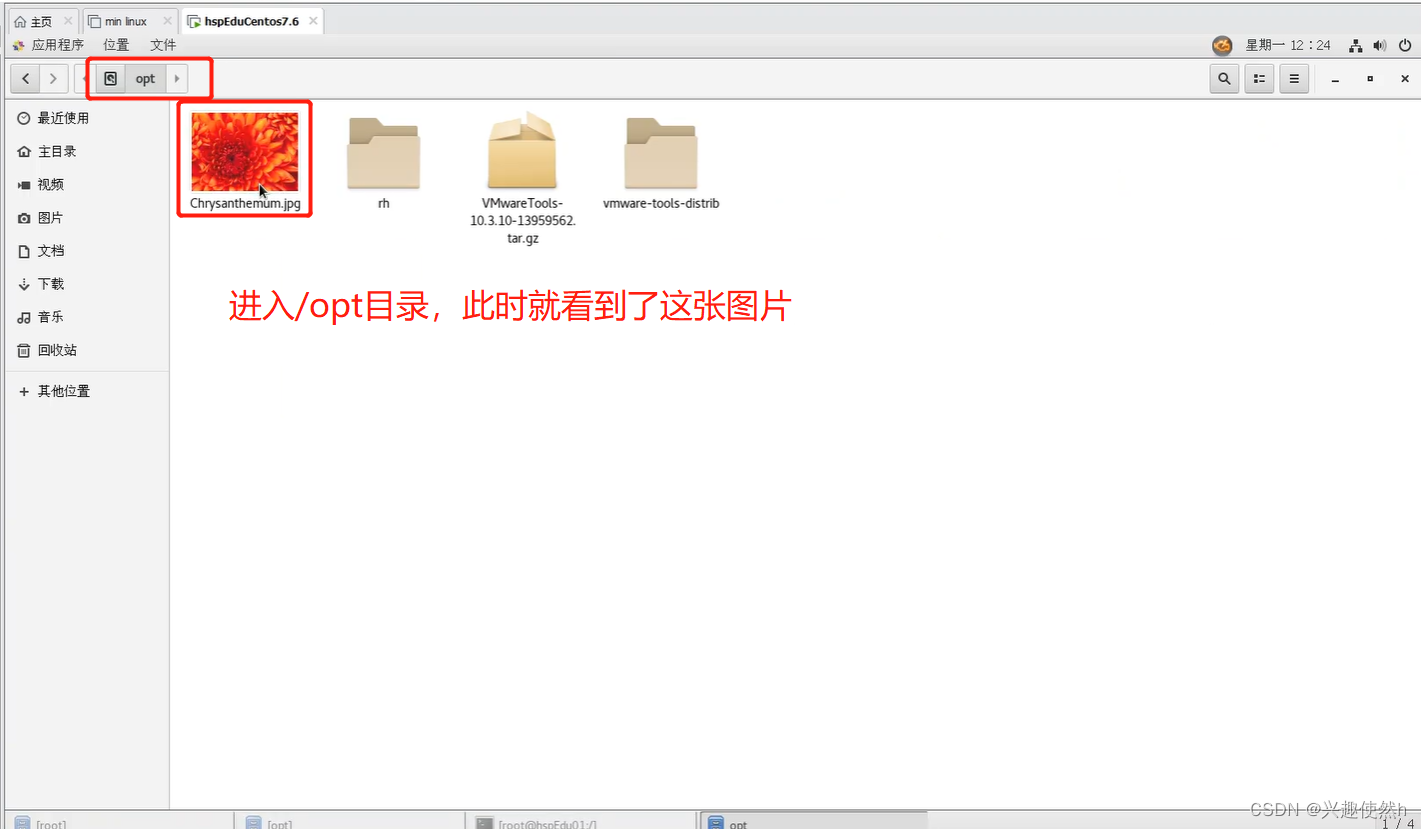 主页 min linux hspEduCentos7.6
应用程序 位置 文件 星期一 12：24
opt
最近使用
主目录
视频
图片
文档
下载
音乐
回收站
其他位置
Chrysanthemum.jpg
rh
VMwareTools-
10.3.10-13959562.
tar.gz
vmware-tools-distrib
进入/opt目录，此时就看到了这张图片
[root] [opt] [root@hspEdu01:/] opt
CSDN @兴趣使然h
1 / 4